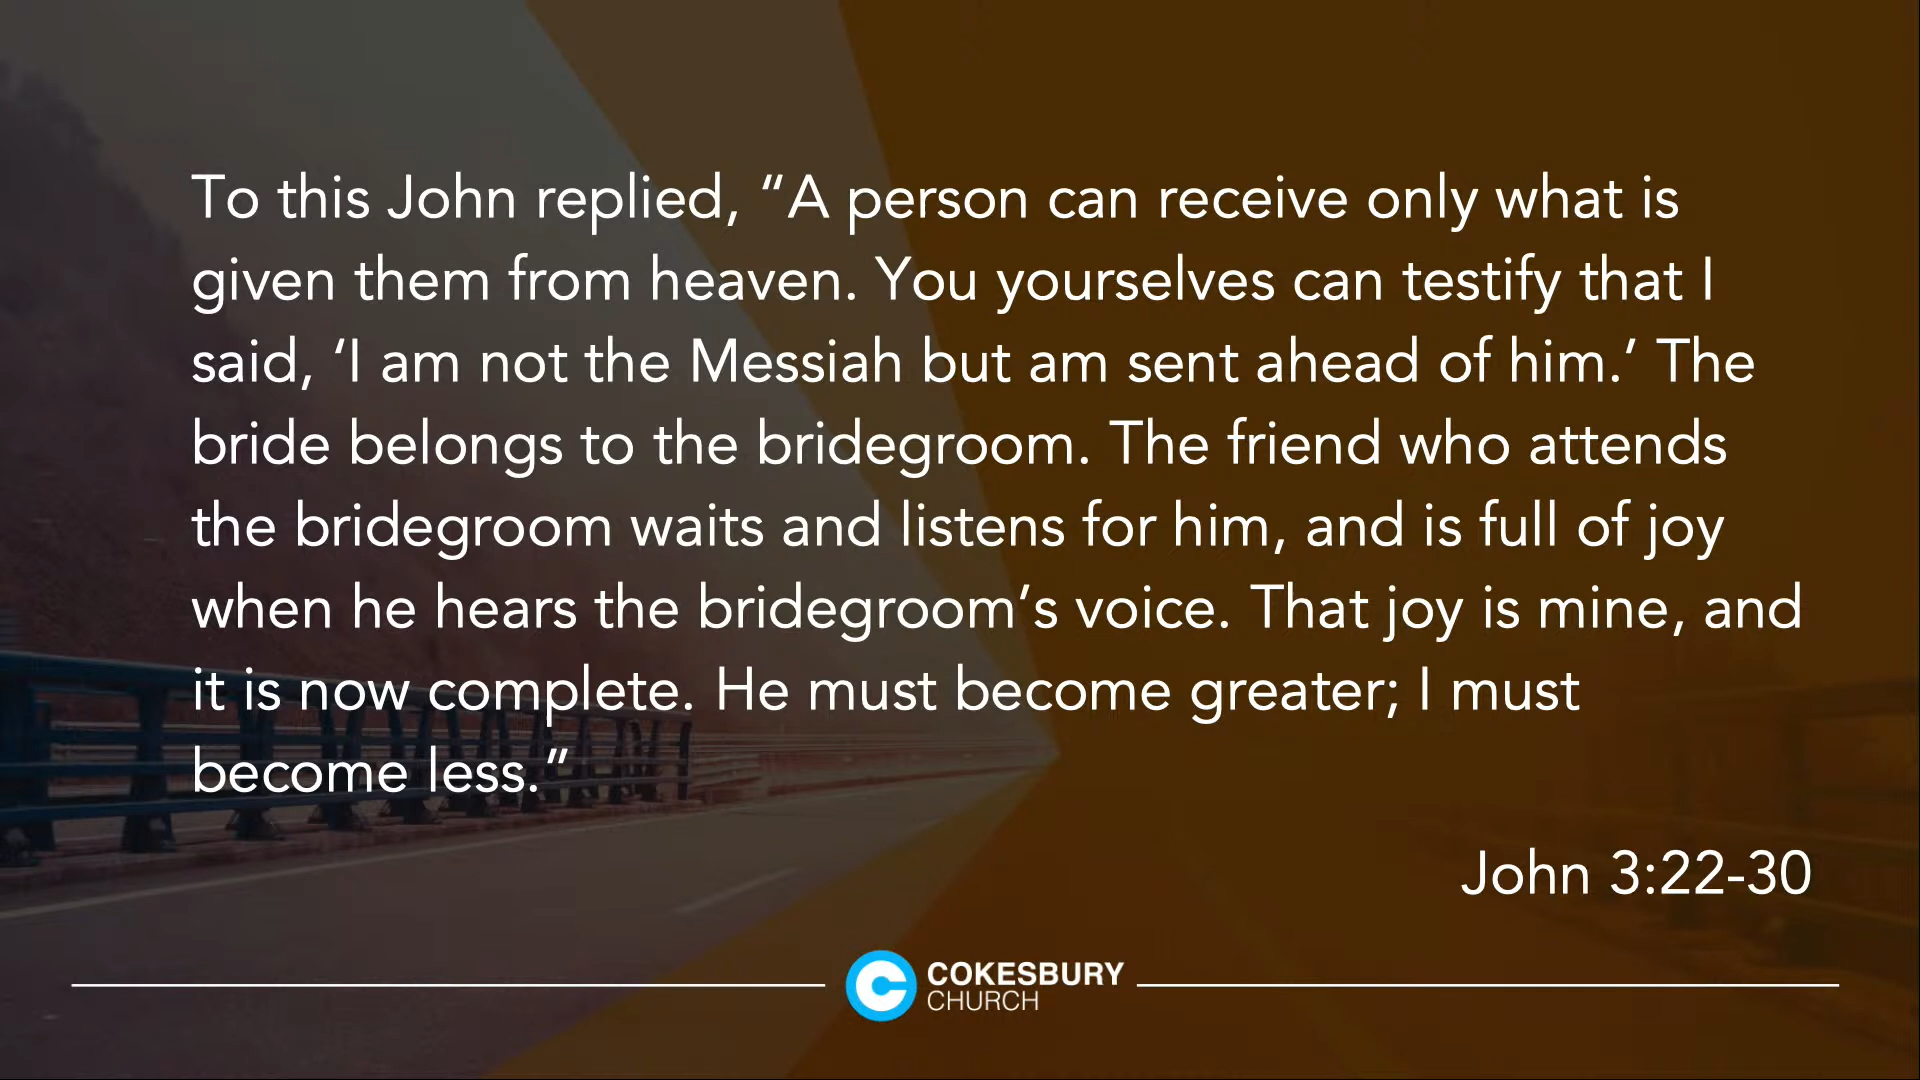 To this John replied, “A person can receive only what is
given them from heaven. You yourselves can testify that I
said, ‘I am not the Messiah but am sent ahead of him.’ The
bride belongs to the bridegroom. The friend who attends
the bridegroom waits and listens for him, and is full of joy
when he hears the bridegroom’s voice. That joy is mine, and
it is now complete. He must become greater; I must
become less.”
John 3:22-30
COKESBURY
CHURCH